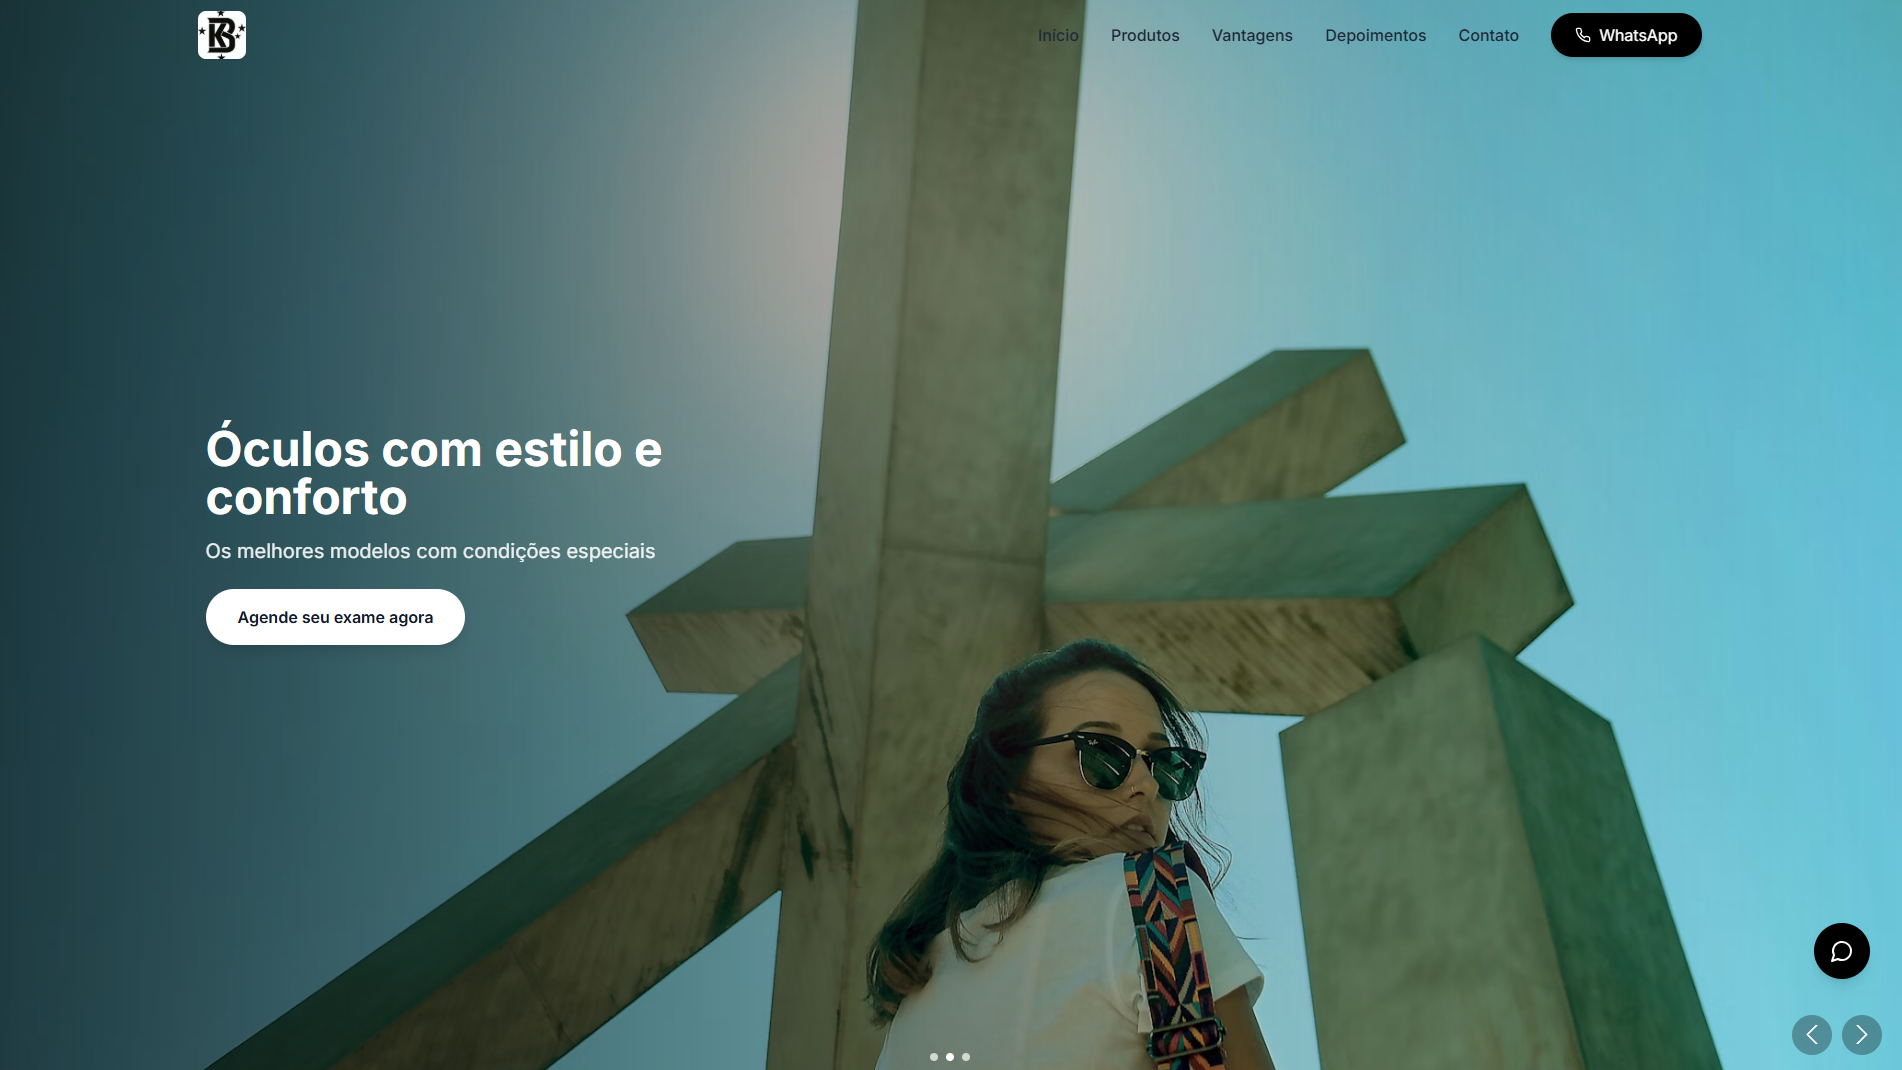 KB
Início
Produtos
Vantagens
Depoimentos
Contato
WhatsApp
Óculos com estilo e
conforto
Os melhores modelos com condições especiais
Agende seu exame agora